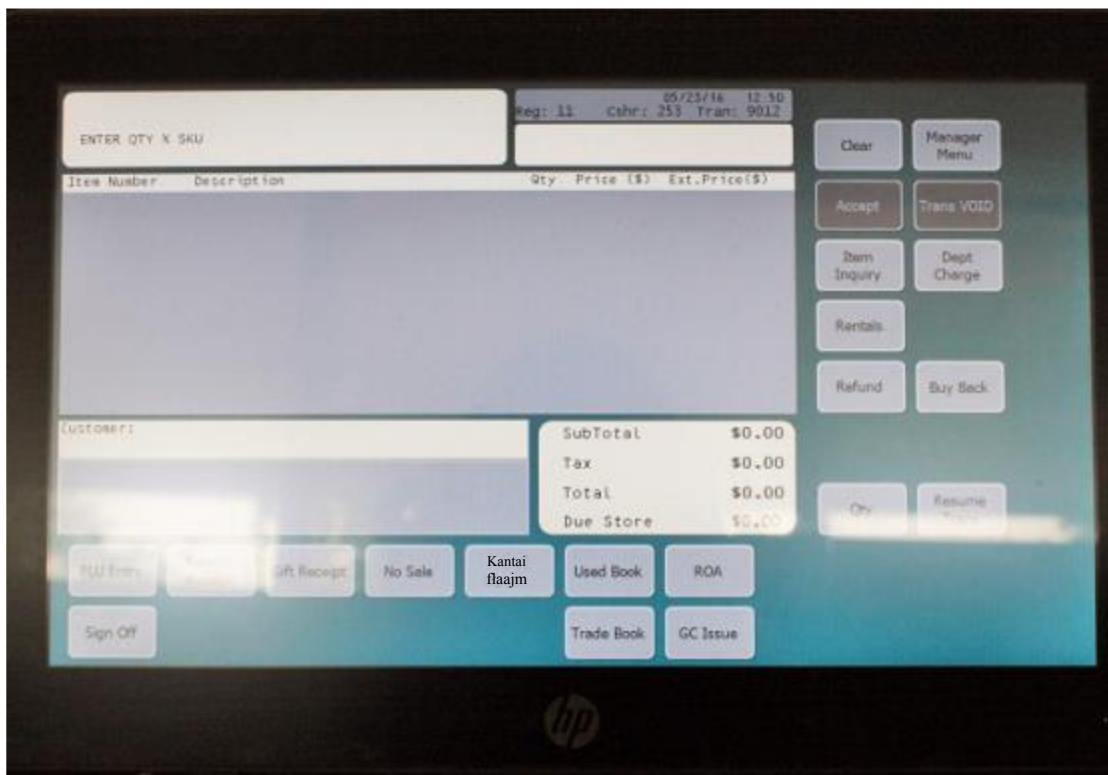 05/23/16 12:50
Reg: 11 Cshr: 253 Tran: 9012
ENTER QTY X SKU
Item Number Description Qty Price ($) Ext.Price($)
Clear
Manager
Menu
Accept
Trans VOID
Item
Inquiry
Dept
Charge
Rentals
Refund
Buy Back
Customer:
SubTotal $0.00
Tax $0.00
Total $0.00
Due Store $0.00
Qty
Resume
PLU Entry
Gift Receipt
No Sale
Kantai
flaajm
Used Book
ROA
Sign Off
Trade Book
GC Issue
hp